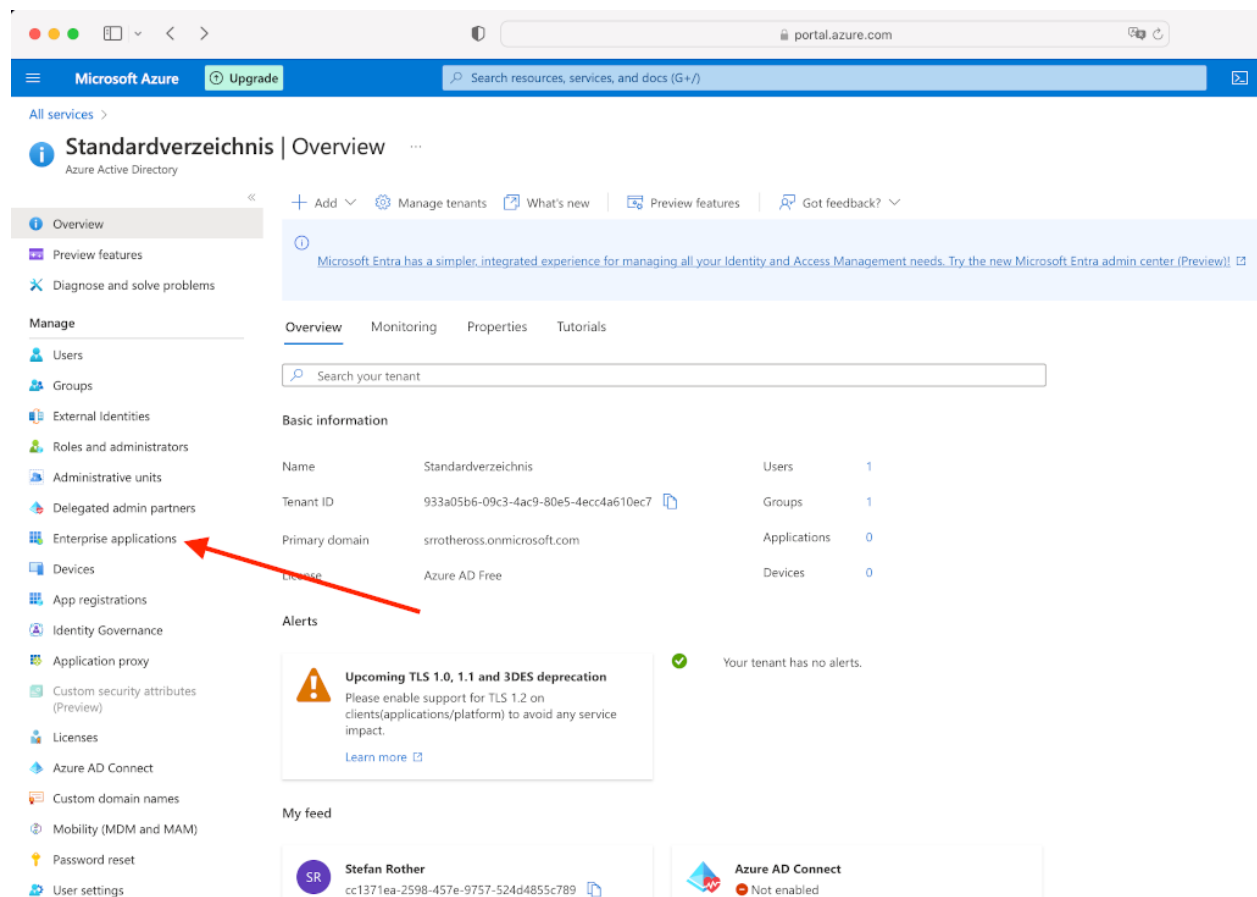 portal.azure.com
Microsoft Azure
Upgrade
Search resources, services, and docs (G+/)
All services >
Standardverzeichnis | Overview ...
Azure Active Directory
Add
Manage tenants
What's new
Preview features
Got feedback?
Overview
Preview features
Diagnose and solve problems
Manage
Users
Groups
External Identities
Roles and administrators
Administrative units
Delegated admin partners
Enterprise applications
Devices
App registrations
Identity Governance
Application proxy
Custom security attributes
(Preview)
Licenses
Azure AD Connect
Custom domain names
Mobility (MDM and MAM)
Password reset
User settings
Microsoft Entra has a simpler, integrated experience for managing all your Identity and Access Management needs. Try the new Microsoft Entra admin center (Preview)!
Overview
Monitoring
Properties
Tutorials
Search your tenant
Basic information
Name Standardverzeichnis Users 1
Tenant ID 933a05b6-09c3-4ac9-80e5-4ecc4a610ec7 Groups 1
Primary domain srrotheross.onmicrosoft.com Applications 0
License Azure AD Free Devices 0
Alerts
Upcoming TLS 1.0, 1.1 and 3DES deprecation
Please enable support for TLS 1.2 on
clients(applications/platform) to avoid any service
impact.
Learn more
Your tenant has no alerts.
My feed
SR
Stefan Rother
cc1371ea-2598-457e-9757-524d4855c789
Azure AD Connect
Not enabled